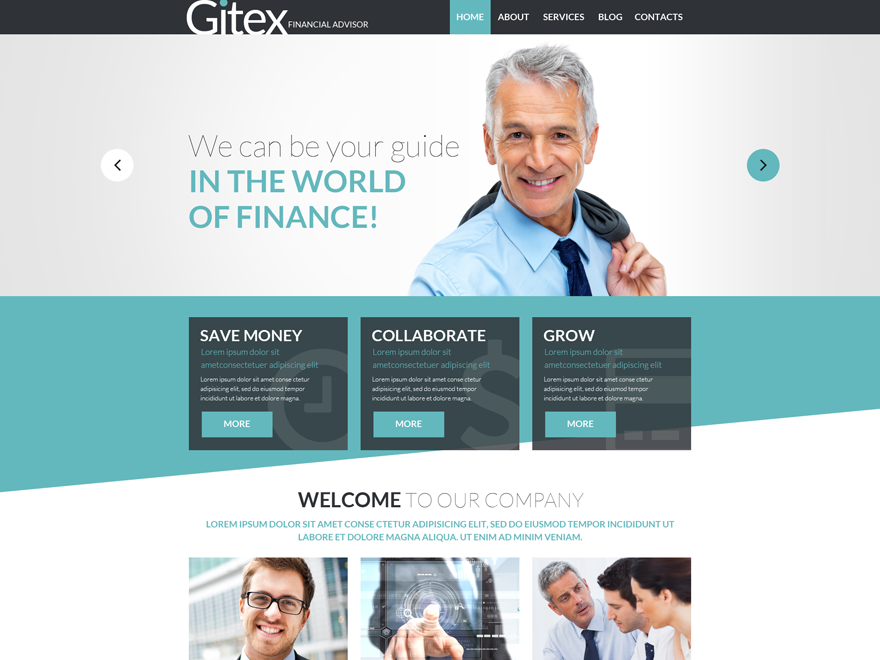 Gitex FINANCIAL ADVISOR
HOME ABOUT SERVICES BLOG CONTACTS
We can be your guide
IN THE WORLD
OF FINANCE!
SAVE MONEY
Lorem ipsum dolor sit
ametconsectetuer adipiscing elit
Lorem ipsum dolor sit amet conse ctetur
adipisicing elit, sed do eiusmod tempor
incididunt ut labore et dolore magna.
MORE
COLLABORATE
Lorem ipsum dolor sit
ametconsectetuer adipiscing elit
Lorem ipsum dolor sit amet conse ctetur
adipisicing elit, sed do eiusmod tempor
incididunt ut labore et dolore magna.
MORE
GROW
Lorem ipsum dolor sit
ametconsectetuer adipiscing elit
Lorem ipsum dolor sit amet conse ctetur
adipisicing elit, sed do eiusmod tempor
incididunt ut labore et dolore magna.
MORE
WELCOME TO OUR COMPANY
LOREM IPSUM DOLOR SIT AMET CONSE CTETUR ADIPISICING ELIT, SED DO EIUSMOD TEMPOR INCIDIDUNT UT
LABORE ET DOLORE MAGNA ALIQUA. UT ENIM AD MINIM VENIAM.